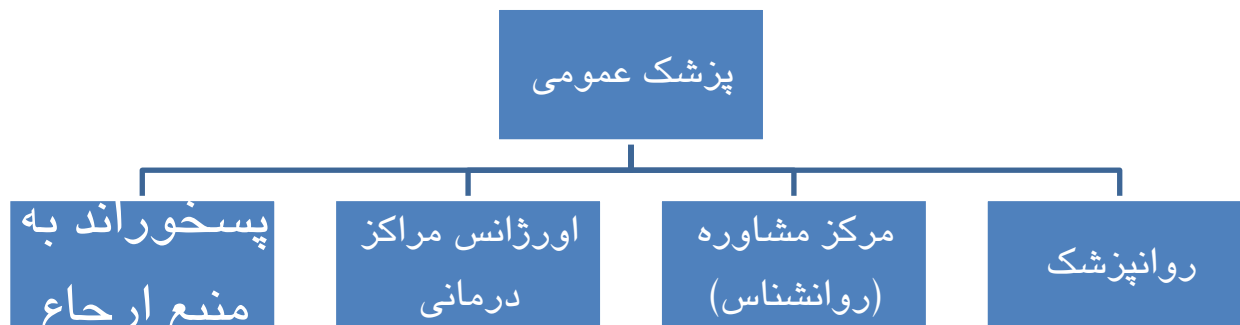 پزشک عمومی
روانپزشک
مرکز مشاوره
(روانشناس)
اورژانس مراکز
درمانی
پسخوراند به
منبع ارجاع